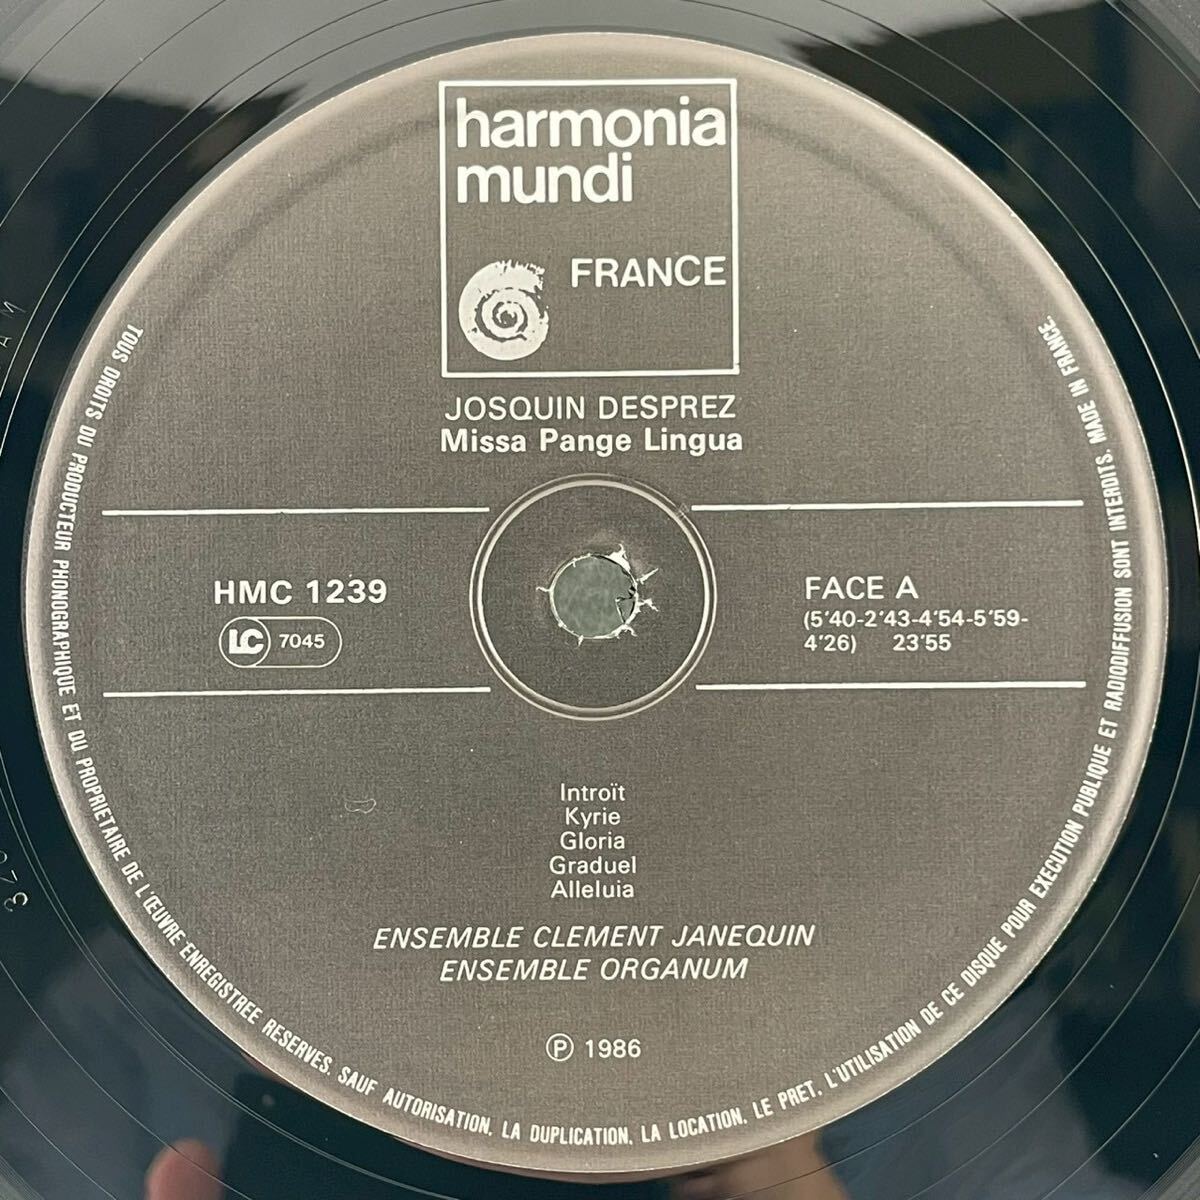 harmonia
mundi
FRANCE
JOSQUIN DESPREZ
Missa Pange Lingua
HMC 1239
LC 7045
FACE A
(5'40-2'43-4'54-5'59-
4'26) 23'55
Introït
Kyrie
Gloria
Graduel
Alleluia
ENSEMBLE CLEMENT JANEQUIN
ENSEMBLE ORGANUM
Ⓟ 1986
TOUS DROITS DU PRODUCTEUR PHONOGRAPHIQUE ET DU PROPRIETAIRE DE L'ŒUVRE ENREGISTREE RESERVES. SAUF AUTORISATION, LA DUPLICATION, LA LOCATION, LE PRET, L'UTILISATION DE CE DISQUE POUR EXECUTION PUBLIQUE ET RADIODIFFUSION SONT INTERDITS. MADE IN FRANCE.